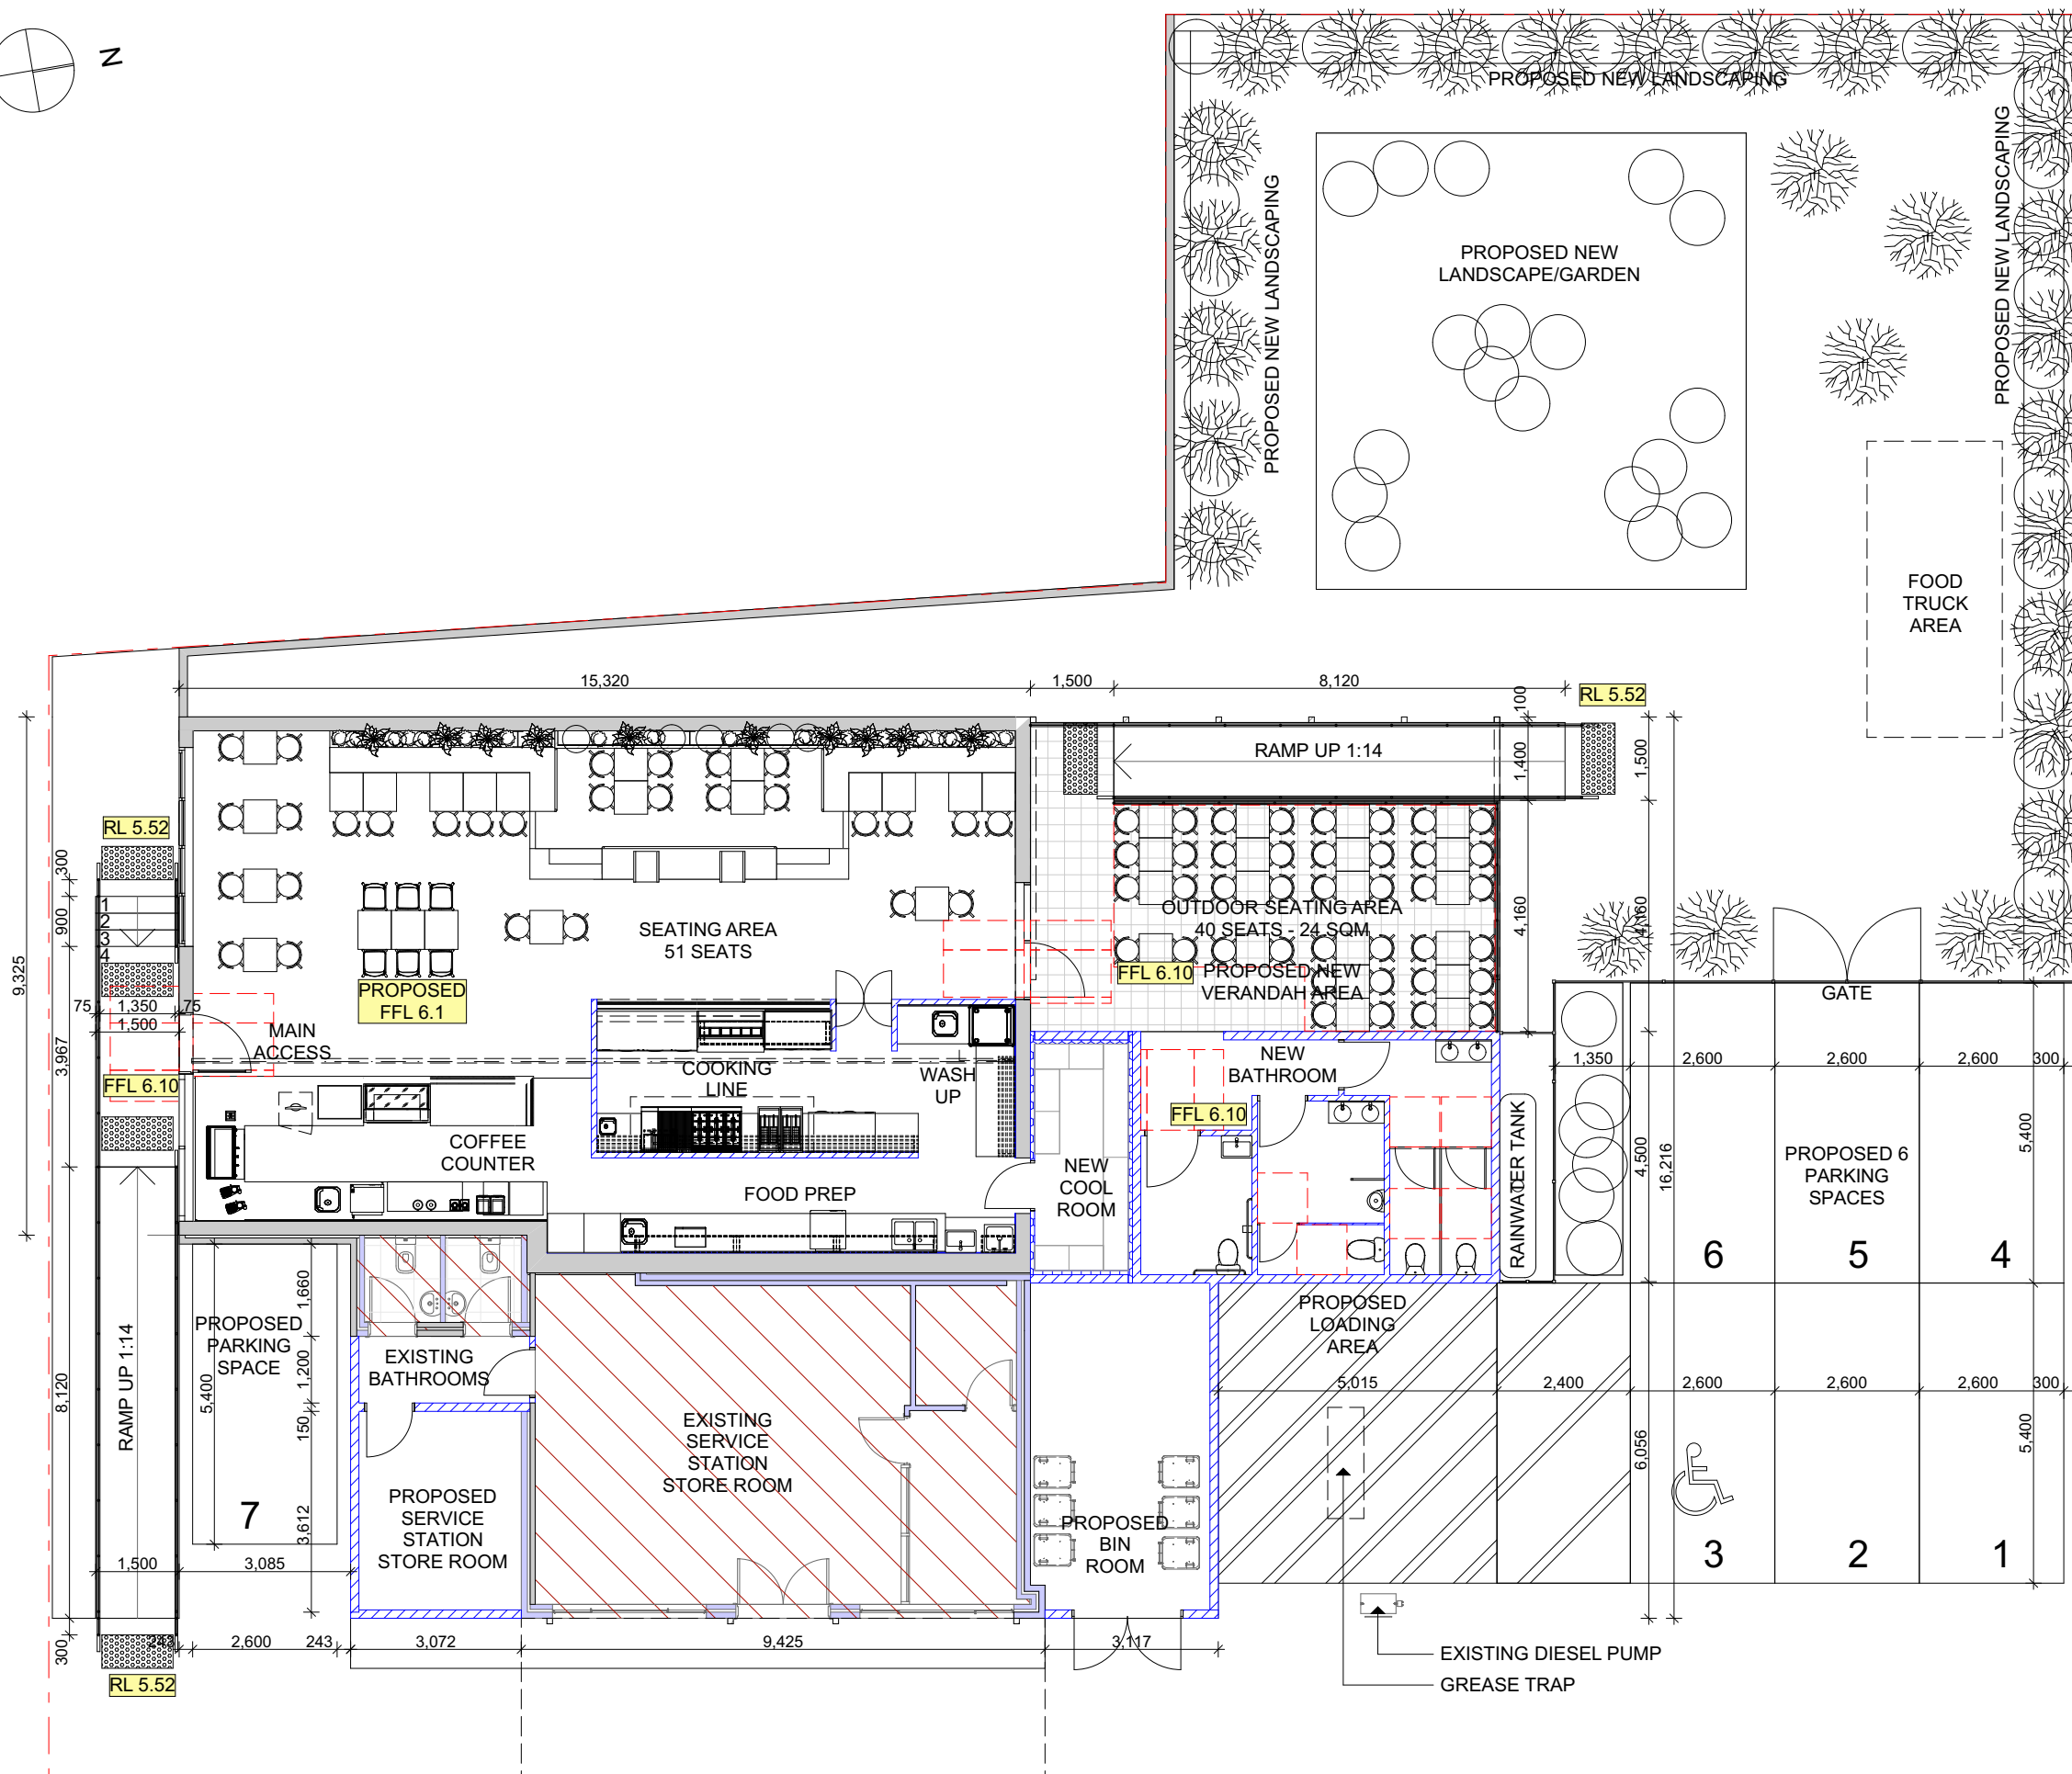 N
PROPOSED NEW LANDSCAPING
PROPOSED NEW LANDSCAPING
PROPOSED NEW LANDSCAPING
PROPOSED NEW
LANDSCAPE/GARDEN
FOOD
TRUCK
AREA
15,320
1,500
8,120
RL 5.52
100
1,400
1,500
RAMP UP 1:14
RL 5.52
300
900
1
2
3
4
9,325
SEATING AREA
51 SEATS
OUTDOOR SEATING AREA
40 SEATS - 24 SQM
4,160
4,160
FFL 6.10
PROPOSED NEW
VERANDAH AREA
PROPOSED
FFL 6.1
GATE
75
1,350
75
1,500
3,967
MAIN
ACCESS
FFL 6.10
COOKING
LINE
WASH
UP
NEW
BATHROOM
FFL 6.10
1,350
2,600
2,600
2,600
300
COFFEE
COUNTER
FOOD PREP
NEW
COOL
ROOM
RAINWATER TANK
4,500
16,216
PROPOSED 6
PARKING
SPACES
5,400
6
5
4
RAMP UP 1:14
8,120
PROPOSED
PARKING
SPACE
5,400
7
1,660
1,200
150
3,612
EXISTING
BATHROOMS
PROPOSED
SERVICE
STATION
STORE ROOM
EXISTING
SERVICE
STATION
STORE ROOM
PROPOSED
BIN
ROOM
PROPOSED
LOADING
AREA
5,015
2,400
2,600
2,600
2,600
300
6,056
5,400
3
2
1
1,500
3,085
300
243
2,600
243
3,072
9,425
3,117
RL 5.52
EXISTING DIESEL PUMP
GREASE TRAP